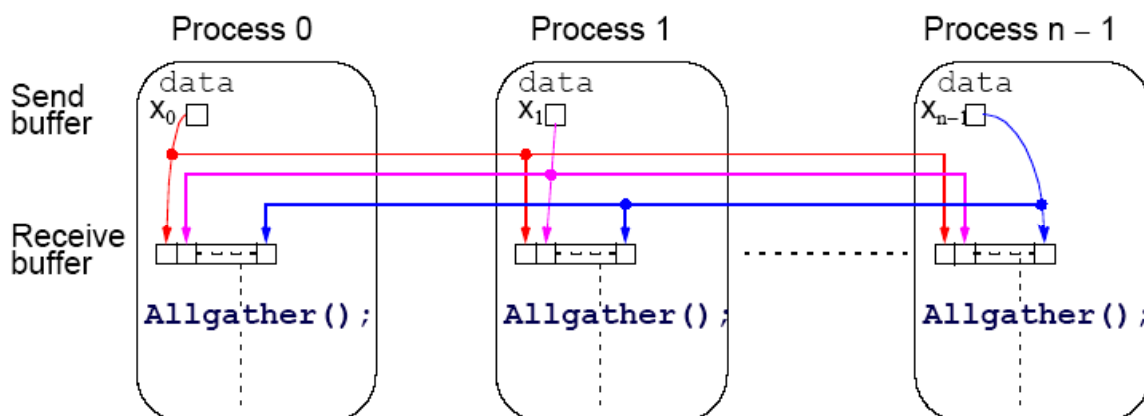 Process 0
Process 1
Process n – 1
Send
buffer
data
data
data
x₀
x₁
xₙ₋₁
Receive
buffer
Allgather();
Allgather();
Allgather();